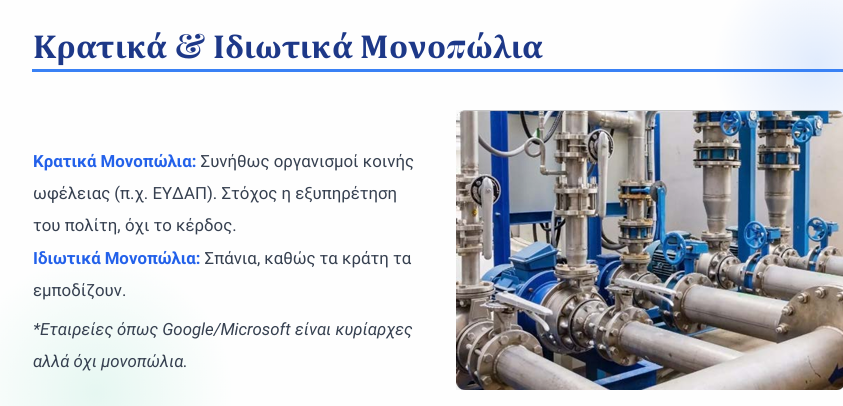 Κρατικά & Ιδιωτικά Μονοπώλια
Κρατικά Μονοπώλια: Συνήθως οργανισμοί κοινής
ωφέλειας (π.χ. ΕΥΔΑΠ). Στόχος η εξυπηρέτηση
του πολίτη, όχι το κέρδος.
Ιδιωτικά Μονοπώλια: Σπάνια, καθώς τα κράτη τα
εμποδίζουν.
*Εταιρείες όπως Google/Microsoft είναι κυρίαρχες
αλλά όχι μονοπώλια.